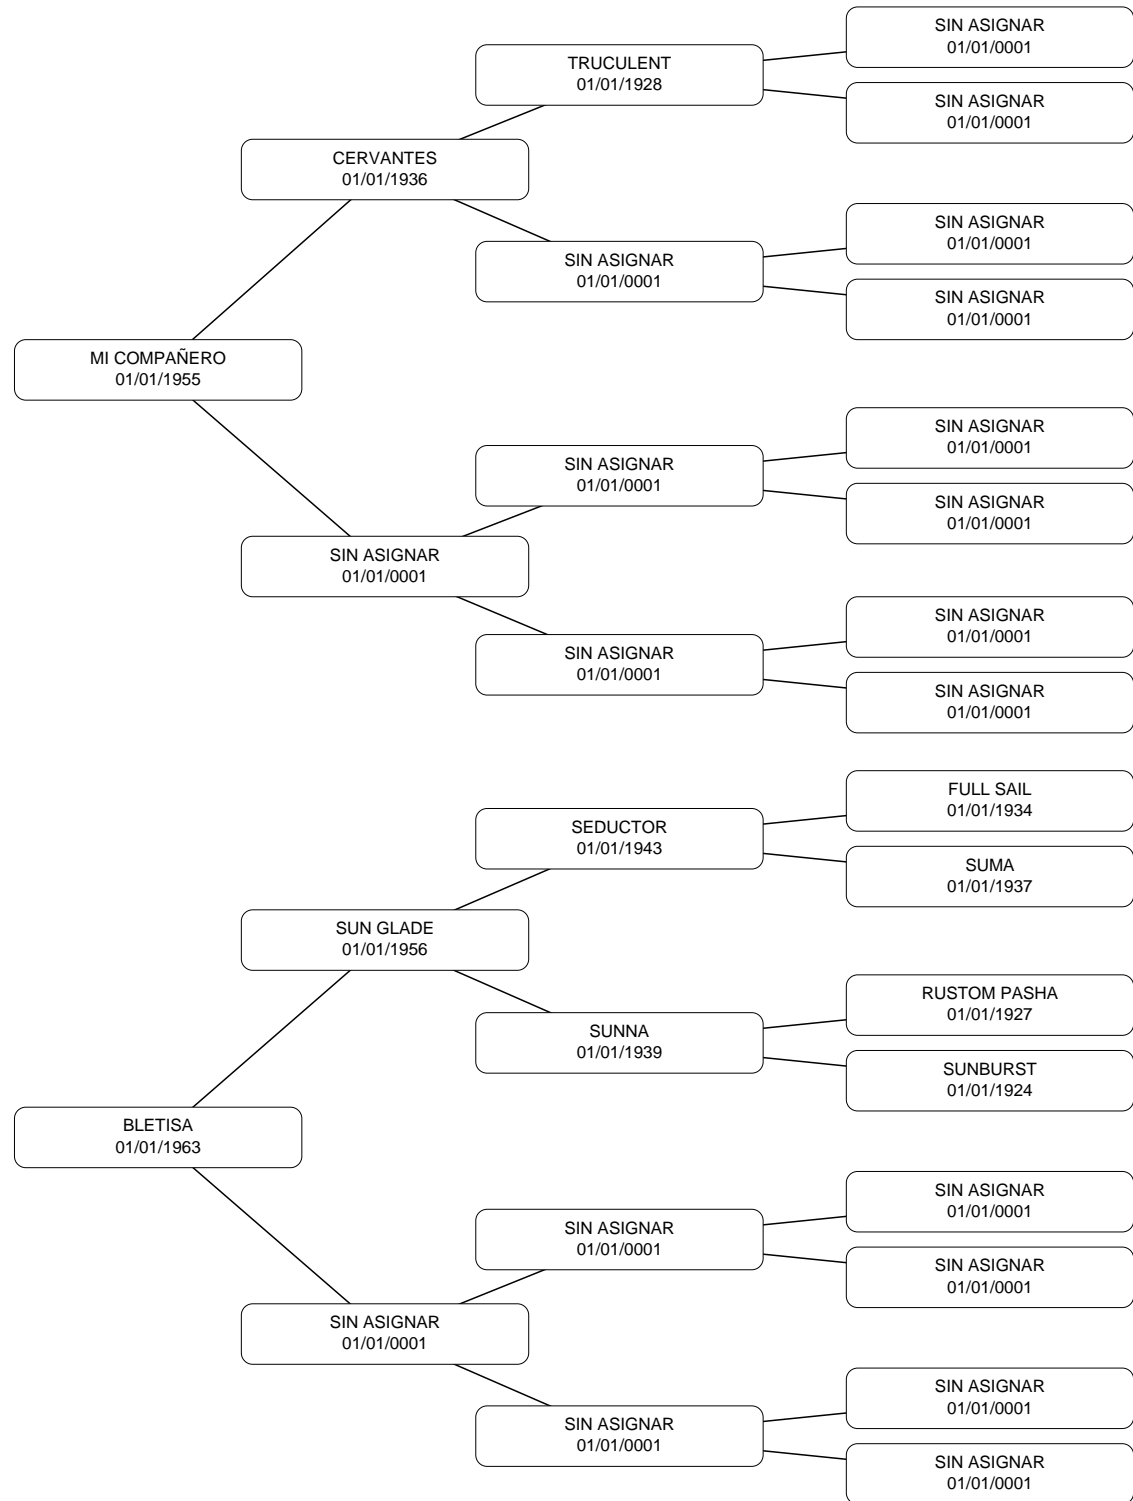 SIN ASIGNAR
01/01/0001
TRUCULENT
01/01/1928
SIN ASIGNAR
01/01/0001
CERVANTES
01/01/1936
SIN ASIGNAR
01/01/0001
SIN ASIGNAR
01/01/0001
SIN ASIGNAR
01/01/0001
MI COMPAÑERO
01/01/1955
SIN ASIGNAR
01/01/0001
SIN ASIGNAR
01/01/0001
SIN ASIGNAR
01/01/0001
SIN ASIGNAR
01/01/0001
SIN ASIGNAR
01/01/0001
SIN ASIGNAR
01/01/0001
SIN ASIGNAR
01/01/0001
FULL SAIL
01/01/1934
SEDUCTOR
01/01/1943
SUMA
01/01/1937
SUN GLADE
01/01/1956
RUSTOM PASHA
01/01/1927
SUNNA
01/01/1939
SUNBURST
01/01/1924
BLETISA
01/01/1963
SIN ASIGNAR
01/01/0001
SIN ASIGNAR
01/01/0001
SIN ASIGNAR
01/01/0001
SIN ASIGNAR
01/01/0001
SIN ASIGNAR
01/01/0001
SIN ASIGNAR
01/01/0001
SIN ASIGNAR
01/01/0001